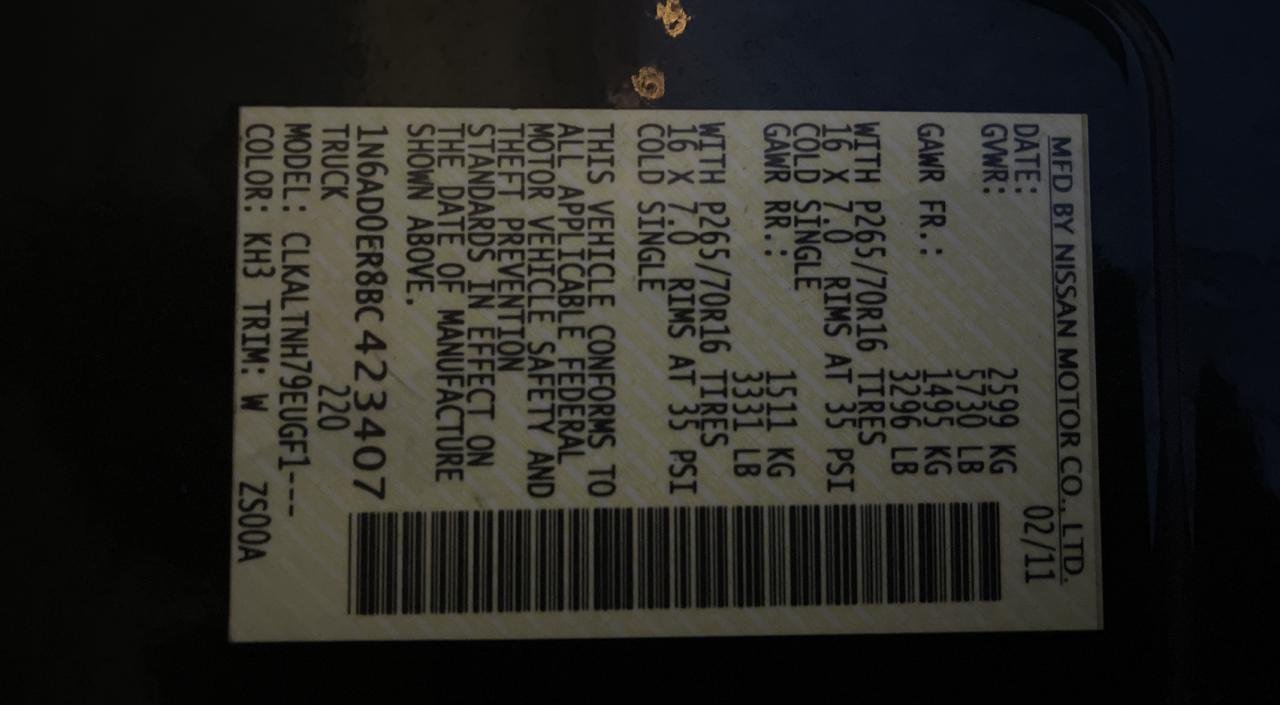 MFD BY NISSAN MOTOR CO., LTD.
DATE: 02/11
GVWR: 2599 KG
5730 LB
GAWR FR.: 1495 KG
3296 LB
WITH P265/70R16 TIRES
16 X 7.0 RIMS AT 35 PSI
COLD SINGLE
GAWR RR.: 1511 KG
3331 LB
WITH P265/70R16 TIRES
16 X 7.0 RIMS AT 35 PSI
COLD SINGLE
THIS VEHICLE CONFORMS TO
ALL APPLICABLE FEDERAL
MOTOR VEHICLE SAFETY AND
THEFT PREVENTION
STANDARDS IN EFFECT ON
THE DATE OF MANUFACTURE
SHOWN ABOVE.
1N6AD0ER8BC423407
TRUCK 220
MODEL: CLKALTNH79EUGF1---
COLOR: KH3 TRIM: W ZS00A